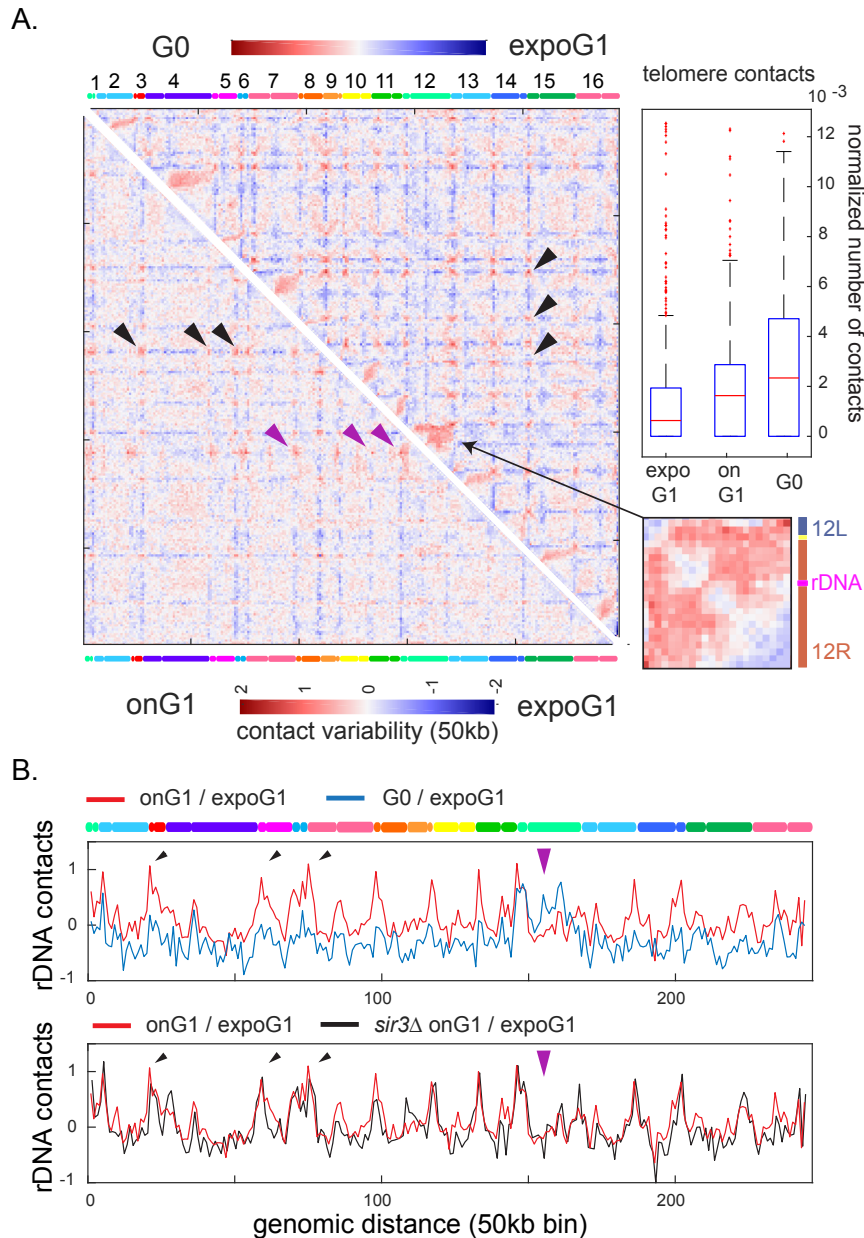 A.
G0 expoG1
1 2 3 4 5 6 7 8 9 10 11 12 13 14 15 16
telomere contacts
10 -3
12
10
8
6
4
2
0
normalized number of contacts
expo G1
on G1
G0
12L
rDNA
12R
onG1 expoG1
2 1 0 -1 -2
contact variability (50kb)
B.
onG1 / expoG1 G0 / expoG1
rDNA contacts
1
0
-1
0 100 200
onG1 / expoG1 sir3Δ onG1 / expoG1
rDNA contacts
1
0
-1
0 100 200
genomic distance (50kb bin)